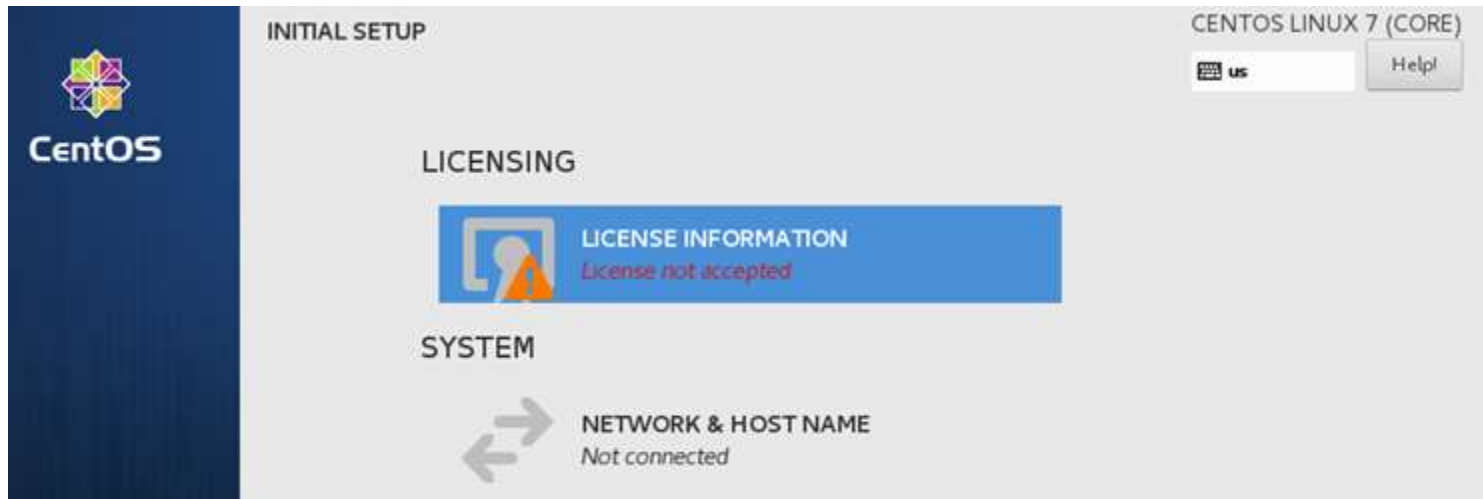 INITIAL SETUP
CENTOS LINUX 7 (CORE)
us
Help!
CentOS
LICENSING
LICENSE INFORMATION
License not accepted
SYSTEM
NETWORK & HOST NAME
Not connected